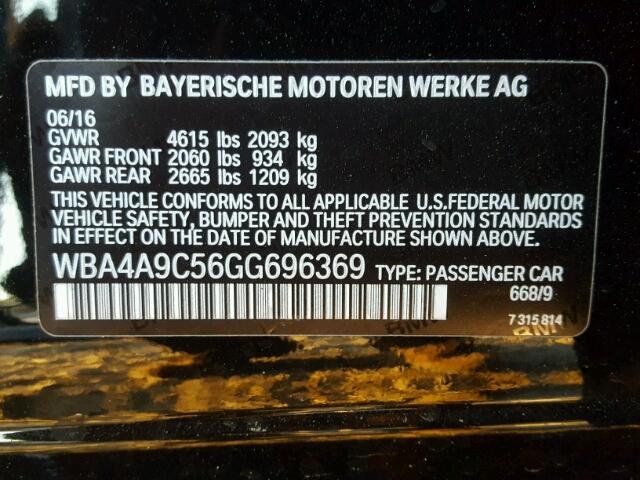 MFD BY BAYERISCHE MOTOREN WERKE AG
06/16
GVWR 4615 lbs 2093 kg
GAWR FRONT 2060 lbs 934 kg
GAWR REAR 2665 lbs 1209 kg
THIS VEHICLE CONFORMS TO ALL APPLICABLE U.S.FEDERAL MOTOR
VEHICLE SAFETY, BUMPER AND THEFT PREVENTION STANDARDS
IN EFFECT ON THE DATE OF MANUFACTURE SHOWN ABOVE.
WBA4A9C56GG696369 TYPE: PASSENGER CAR
668/9
7 315 814